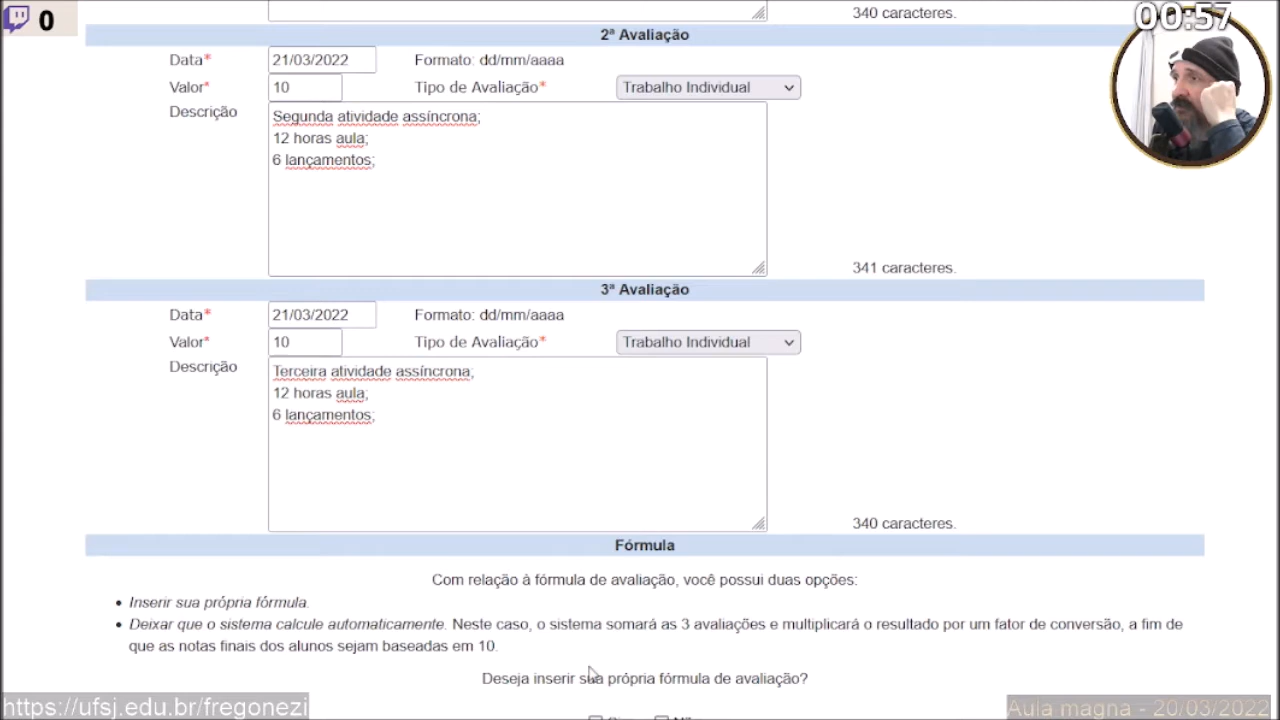 0
00:57
340 caracteres.
2ª Avaliação
Data* 21/03/2022 Formato: dd/mm/aaaa
Valor* 10 Tipo de Avaliação* Trabalho Individual
Descrição Segunda atividade assíncrona;
12 horas aula;
6 lançamentos;
341 caracteres.
3ª Avaliação
Data* 21/03/2022 Formato: dd/mm/aaaa
Valor* 10 Tipo de Avaliação* Trabalho Individual
Descrição Terceira atividade assíncrona;
12 horas aula;
6 lançamentos;
340 caracteres.
Fórmula
Com relação à fórmula de avaliação, você possui duas opções:
• Inserir sua própria fórmula.
• Deixar que o sistema calcule automaticamente. Neste caso, o sistema somará as 3 avaliações e multiplicará o resultado por um fator de conversão, a fim de
que as notas finais dos alunos sejam baseadas em 10.
Deseja inserir sua própria fórmula de avaliação?
https://ufsj.edu.br/fregonezi
Aula magna - 20/03/2022